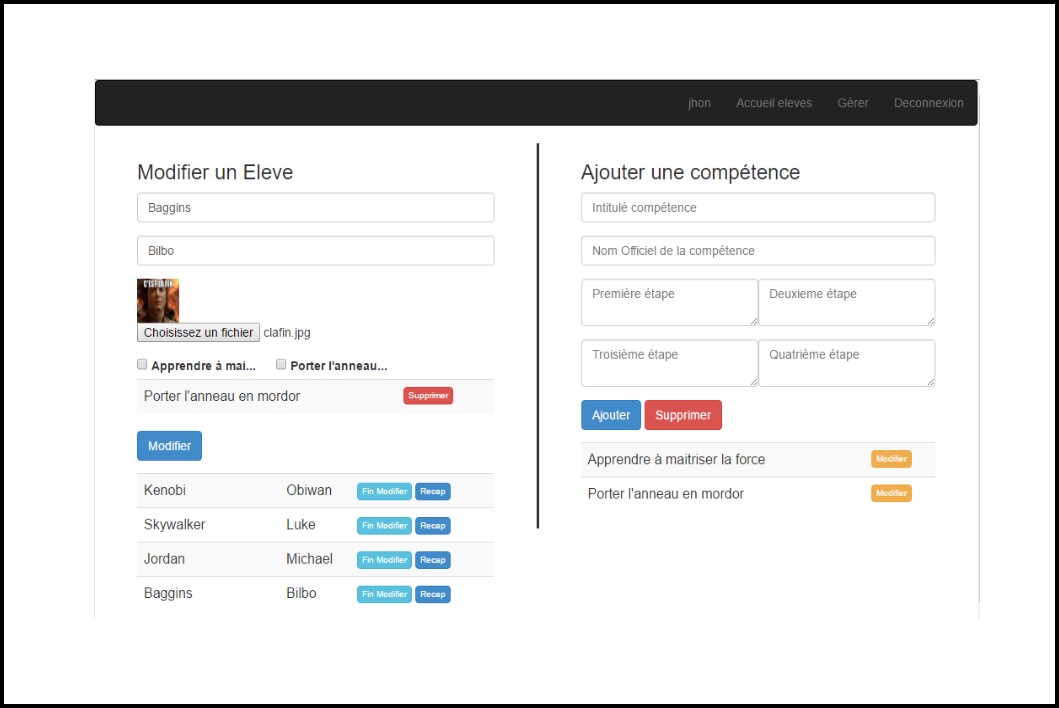 jhon Accueil eleves Gérer Deconnexion
Modifier un Eleve
Baggins
Bilbo
C'EST LA FIN
Choisissez un fichier clafin.jpg
Apprendre à mai... Porter l'anneau...
Porter l'anneau en mordor Supprimer
Modifier
Kenobi Obiwan Fin Modifier Recap
Skywalker Luke Fin Modifier Recap
Jordan Michael Fin Modifier Recap
Baggins Bilbo Fin Modifier Recap
Ajouter une compétence
Intitulé compétence
Nom Officiel de la compétence
Première étape Deuxieme étape
Troisième étape Quatrième étape
Ajouter Supprimer
Apprendre à maitriser la force Modifier
Porter l'anneau en mordor Modifier